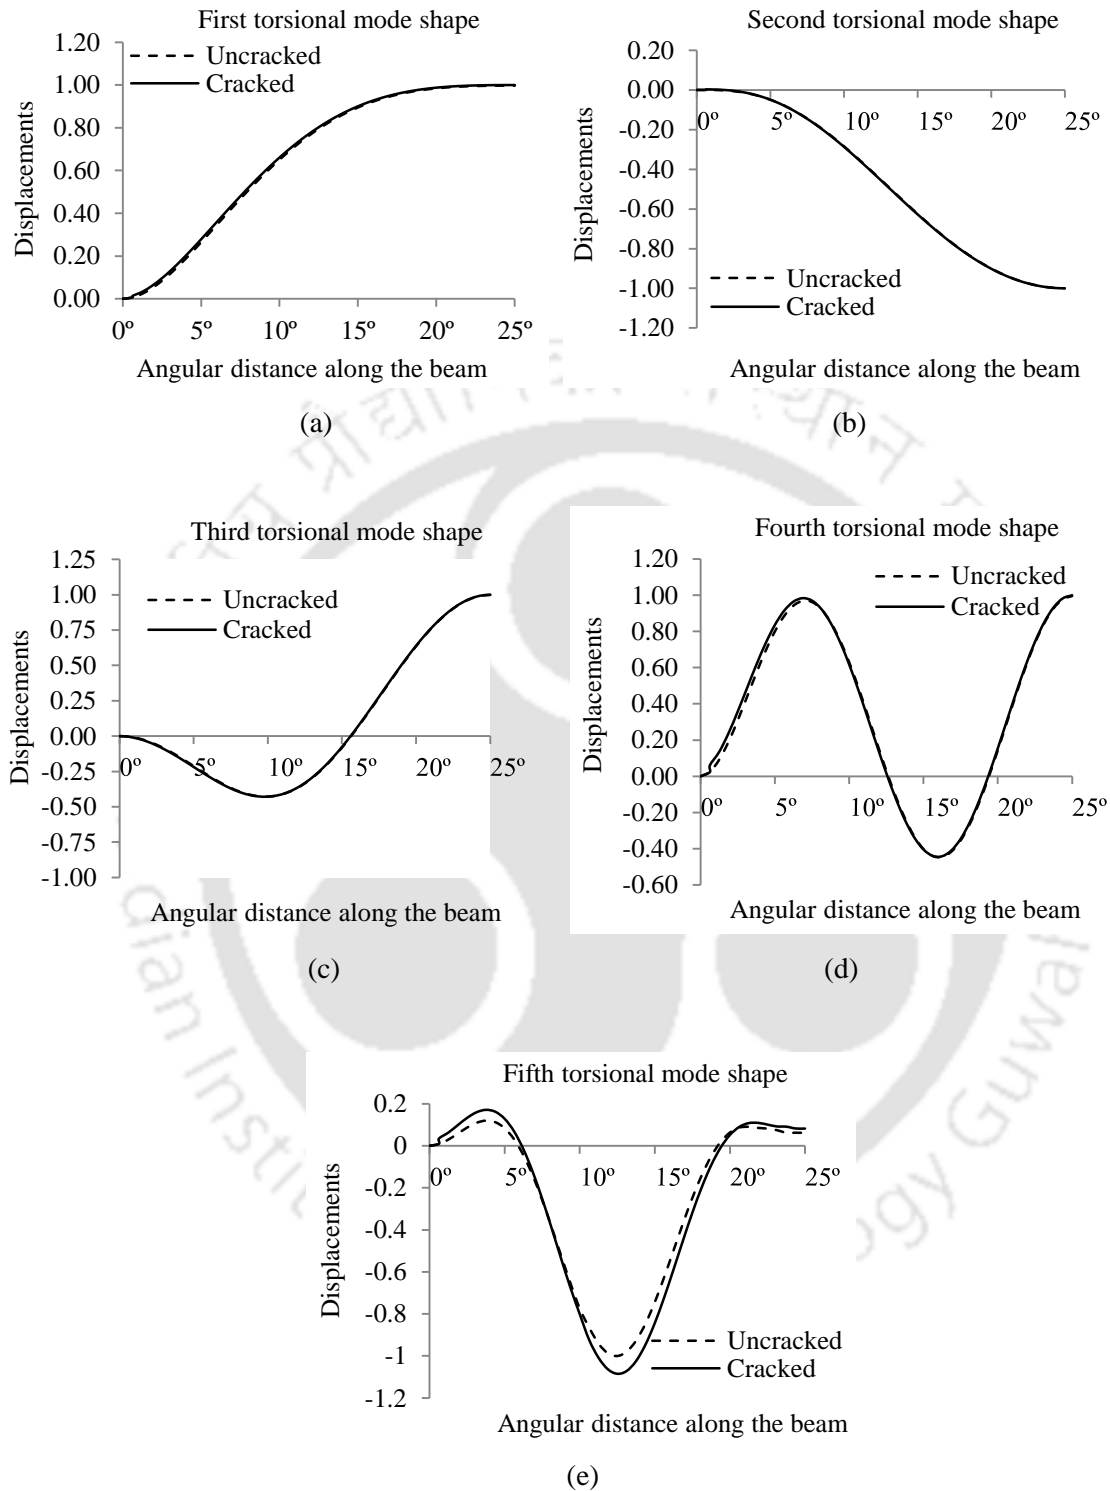 First torsional mode shape
1.20
1.00
0.80
0.60
0.40
0.20
0.00
Uncracked
Cracked
Displacements
0º 5º 10º 15º 20º 25º
Angular distance along the beam
(a)
Second torsional mode shape
0.20
0.00
-0.20
-0.40
-0.60
-0.80
-1.00
-1.20
0º 5º 10º 15º 20º 25º
Displacements
Uncracked
Cracked
Angular distance along the beam
(b)
Third torsional mode shape
1.25
1.00
0.75
0.50
0.25
0.00
-0.25
-0.50
-0.75
-1.00
Uncracked
Cracked
Displacements
0º 5º 10º 15º 20º 25º
Angular distance along the beam
(c)
Fourth torsional mode shape
1.20
1.00
0.80
0.60
0.40
0.20
0.00
-0.20
-0.40
-0.60
Uncracked
Cracked
Displacements
0º 5º 10º 15º 20º 25º
Angular distance along the beam
(d)
Fifth torsional mode shape
0.2
0
-0.2
-0.4
-0.6
-0.8
-1
-1.2
0º 5º 10º 15º 20º 25º
Displacements
Uncracked
Cracked
Angular distance along the beam
(e)